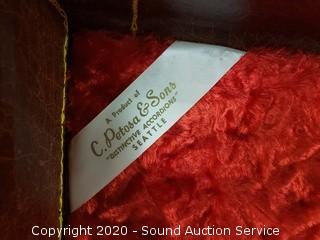 A Product of
C. Petosa & Sons
"DISTINCTIVE ACCORDIONS"
SEATTLE
Copyright 2020 - Sound Auction Service